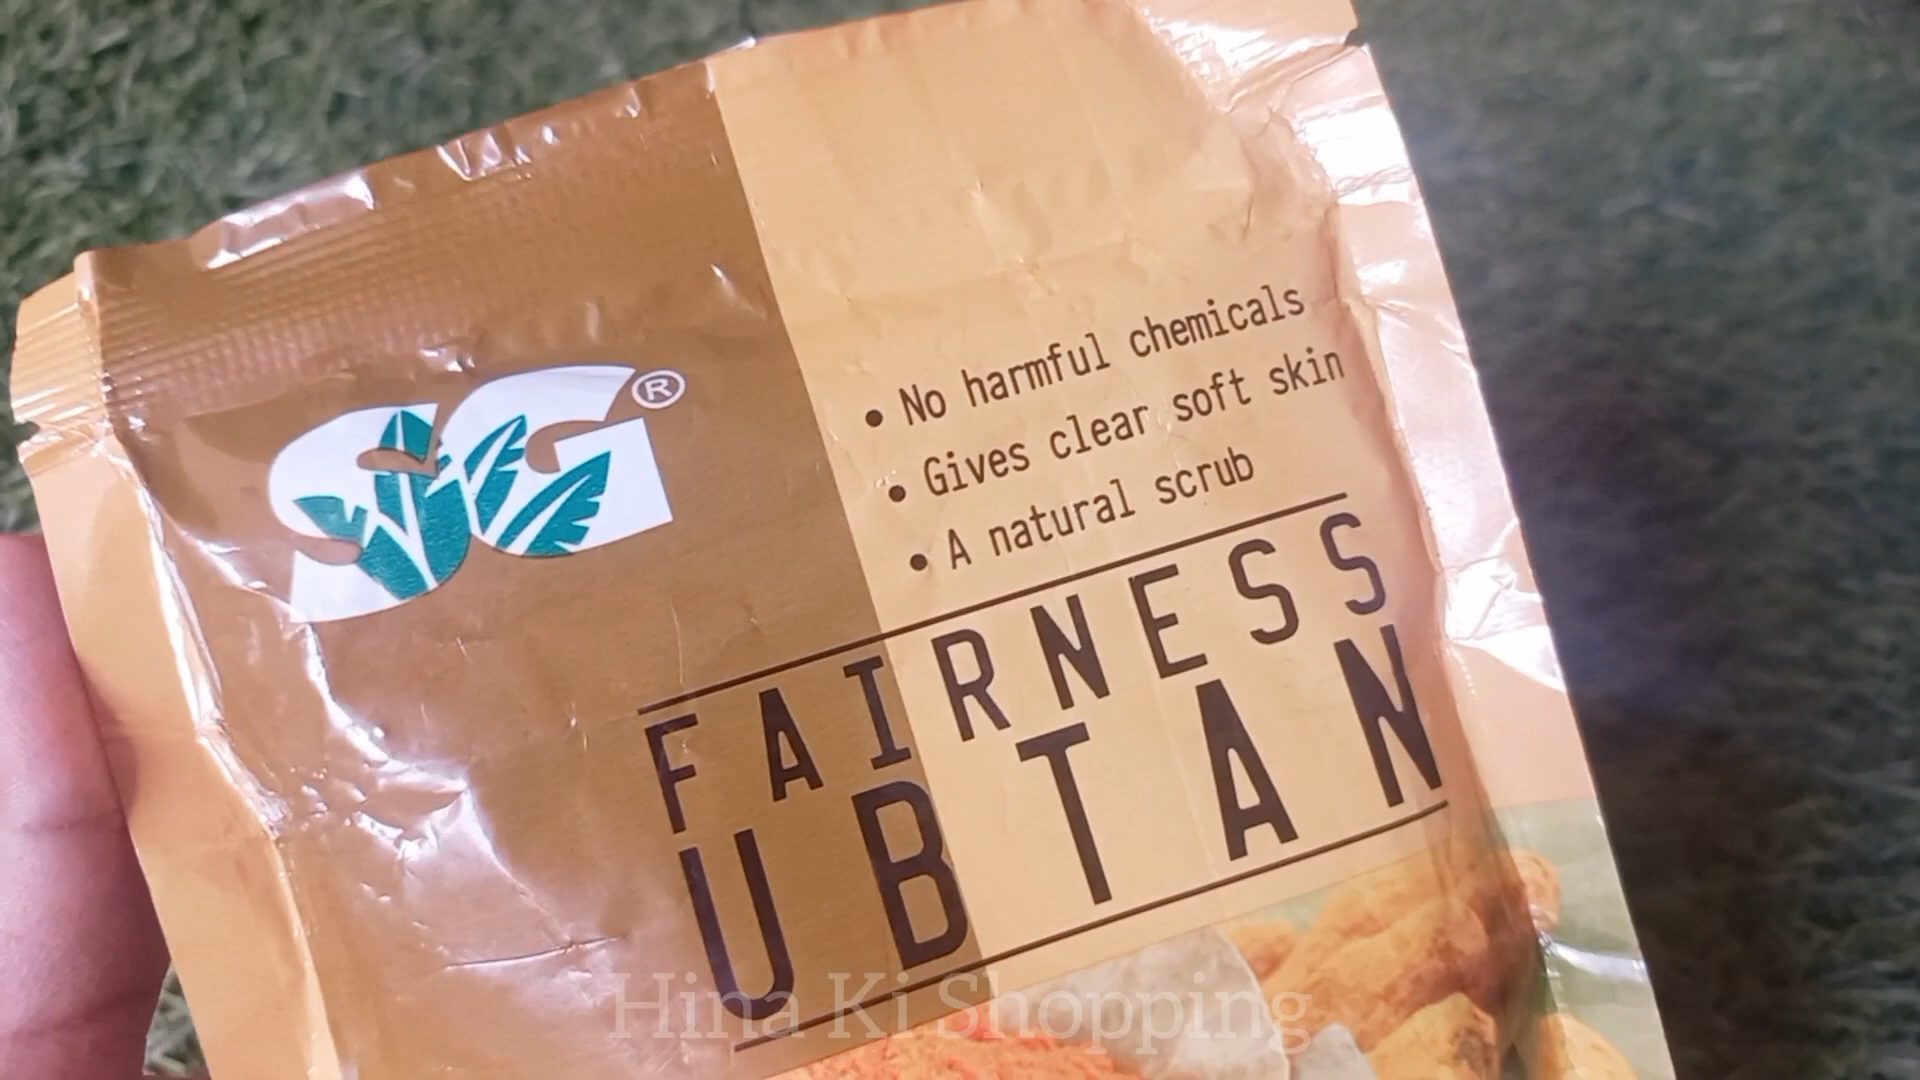 SG®
• No harmful chemicals
• Gives clear soft skin
• A natural scrub
FAIRNESS
UBTAN
Hina Ki Shopping